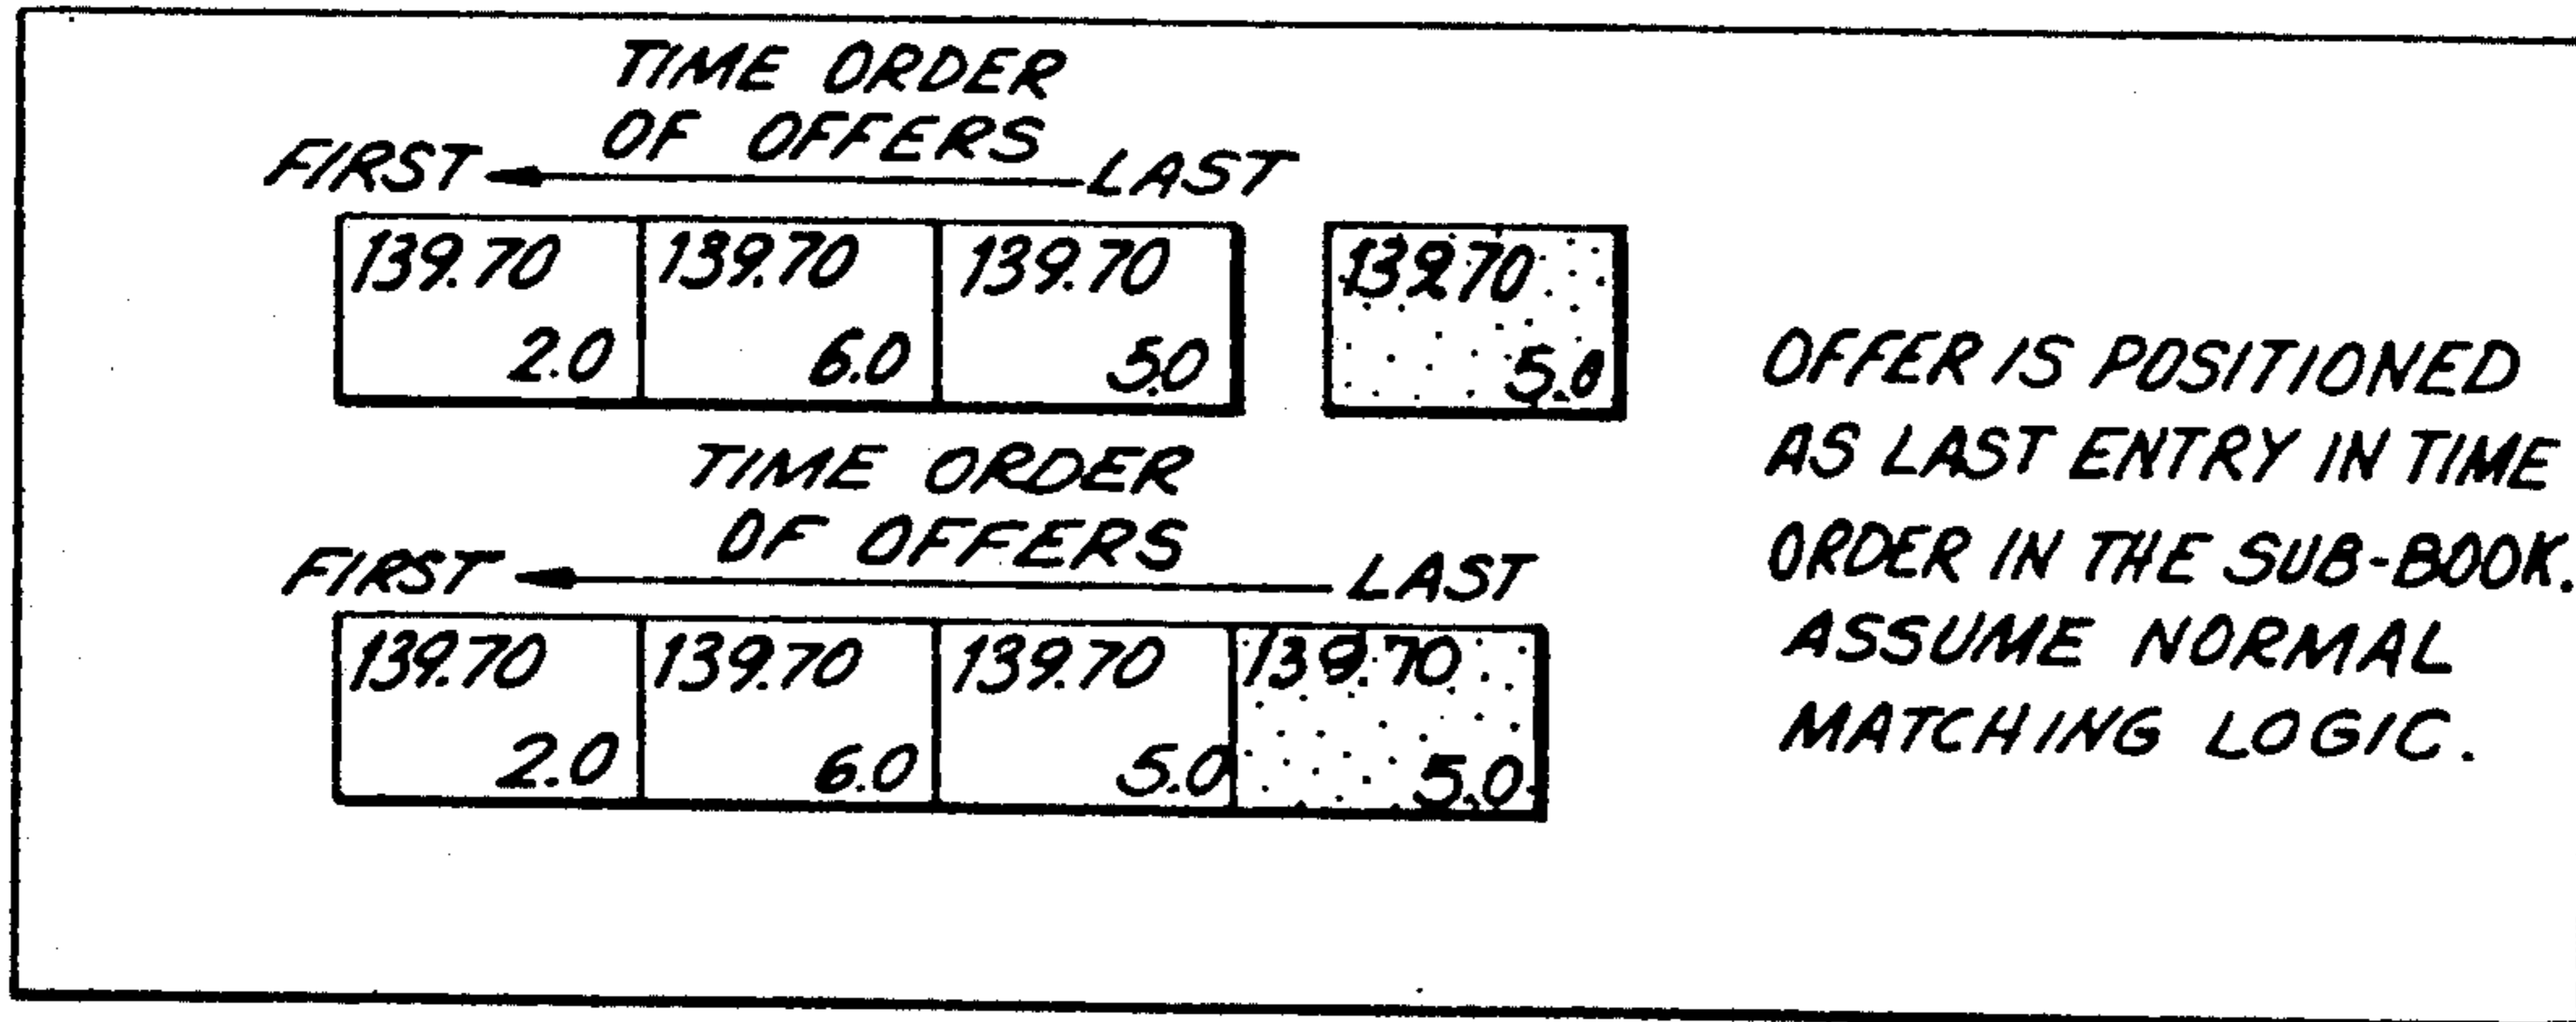 TIME ORDER
OF OFFERS
FIRST LAST
139.70 139.70 139.70 139.70
2.0 6.0 5.0 5.0
TIME ORDER
OF OFFERS
FIRST LAST
139.70 139.70 139.70 139.70
2.0 6.0 5.0 5.0
OFFER IS POSITIONED
AS LAST ENTRY IN TIME
ORDER IN THE SUB-BOOK.
ASSUME NORMAL
MATCHING LOGIC.